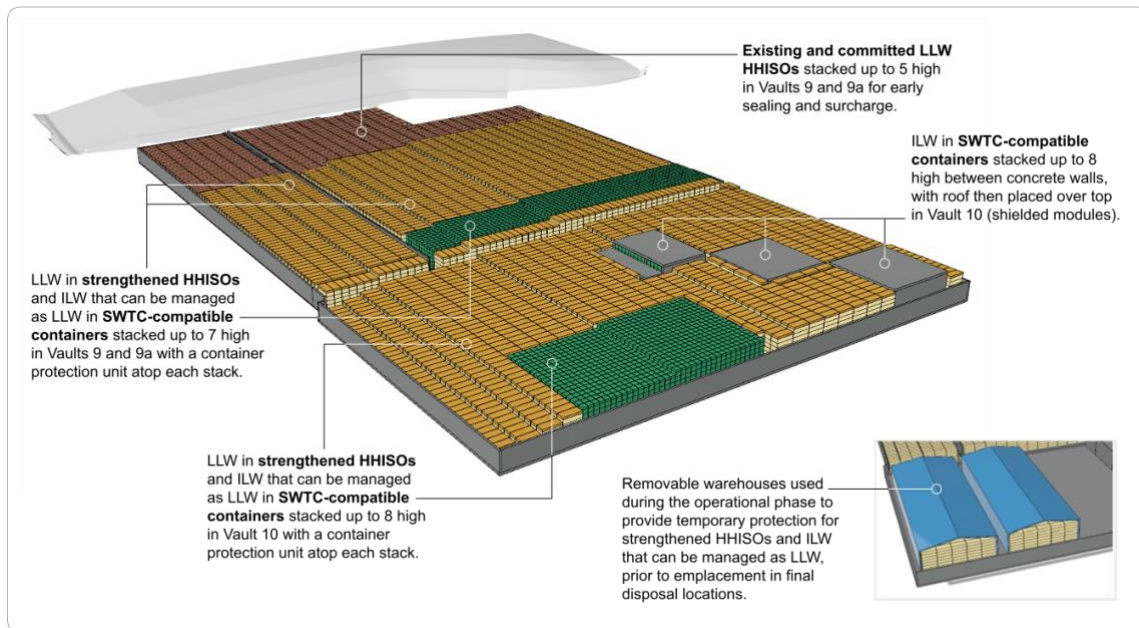 Existing and committed LLW
HHISOs stacked up to 5 high
in Vaults 9 and 9a for early
sealing and surcharge.
ILW in SWTC-compatible
containers stacked up to 8
high between concrete walls,
with roof then placed over top
in Vault 10 (shielded modules).
LLW in strengthened HHISOs
and ILW that can be managed
as LLW in SWTC-compatible
containers stacked up to 7 high
in Vaults 9 and 9a with a container
protection unit atop each stack.
LLW in strengthened HHISOs
and ILW that can be managed
as LLW in SWTC-compatible
containers stacked up to 8 high
in Vault 10 with a container
protection unit atop each stack.
Removable warehouses used
during the operational phase to
provide temporary protection for
strengthened HHISOs and ILW
that can be managed as LLW,
prior to emplacement in final
disposal locations.